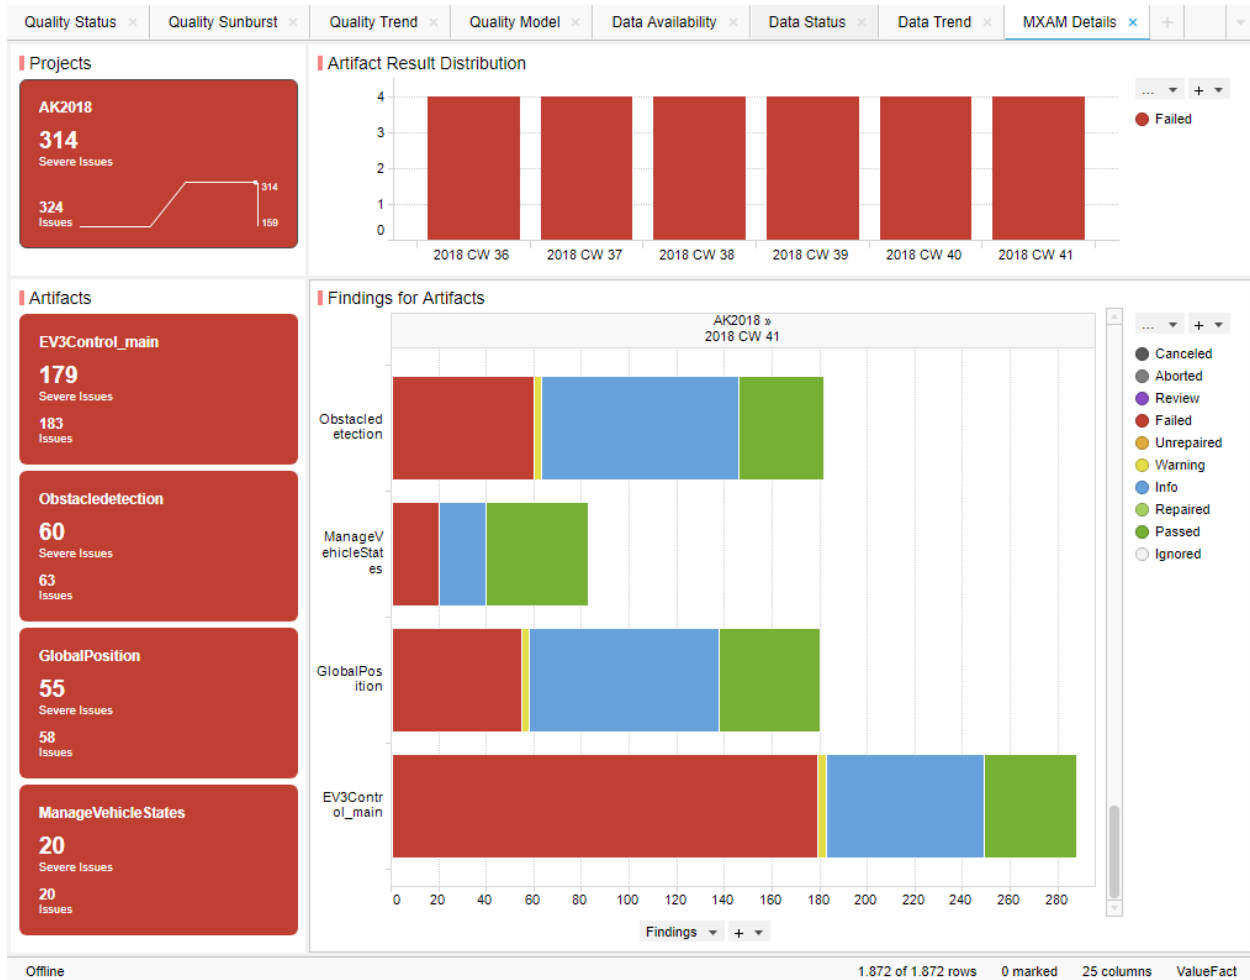 Quality Status × Quality Sunburst × Quality Trend × Quality Model × Data Availability × Data Status × Data Trend × MXAM Details × +
Projects
AK2018
314
Severe Issues
324
Issues
314
159
Artifact Result Distribution
4
3
2
1
0
2018 CW 36 2018 CW 37 2018 CW 38 2018 CW 39 2018 CW 40 2018 CW 41
... +
Failed
Artifacts
EV3Control_main
179
Severe Issues
183
Issues
Obstacledetection
60
Severe Issues
63
Issues
GlobalPosition
55
Severe Issues
58
Issues
ManageVehicleStates
20
Severe Issues
20
Issues
Findings for Artifacts
AK2018 »
2018 CW 41
Obstacled
etection
ManageV
ehicleStat
es
GlobalPos
ition
EV3Contr
ol_main
0 20 40 60 80 100 120 140 160 180 200 220 240 260 280
Findings +
... +
Canceled
Aborted
Review
Failed
Unrepaired
Warning
Info
Repaired
Passed
Ignored
Offline 1.872 of 1.872 rows 0 marked 25 columns ValueFact